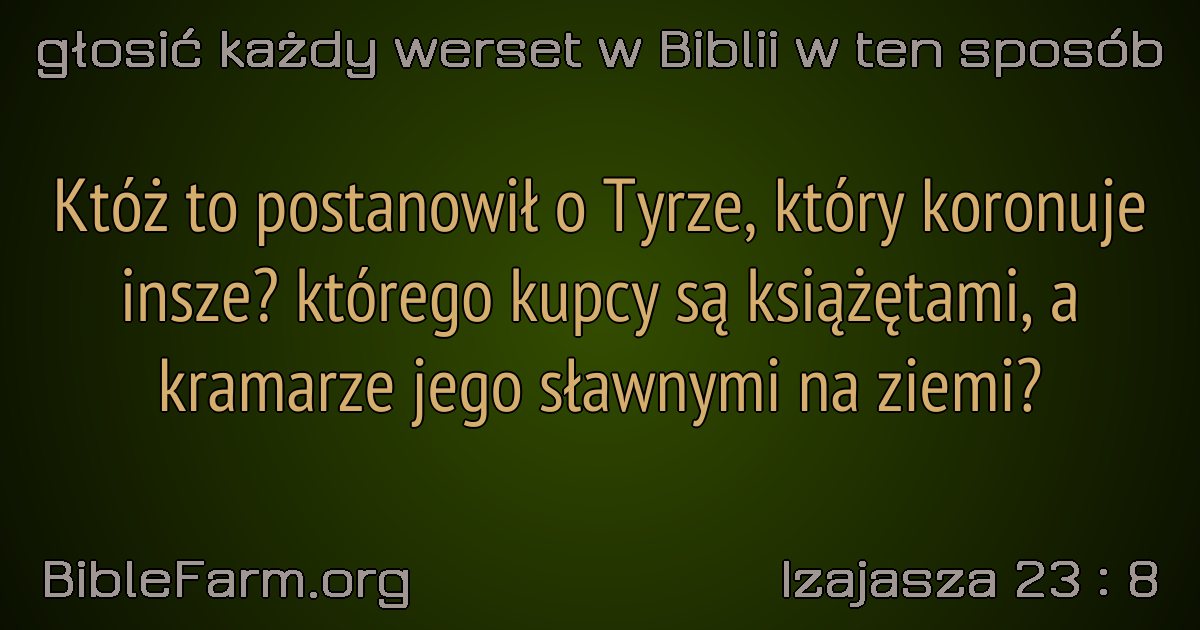 głosić każdy werset w Biblii w ten sposób
Któż to postanowił o Tyrze, który koronuje
insze? którego kupcy są książętami, a
kramarze jego sławnymi na ziemi?
BibleFarm.org
Izajasza 23 : 8